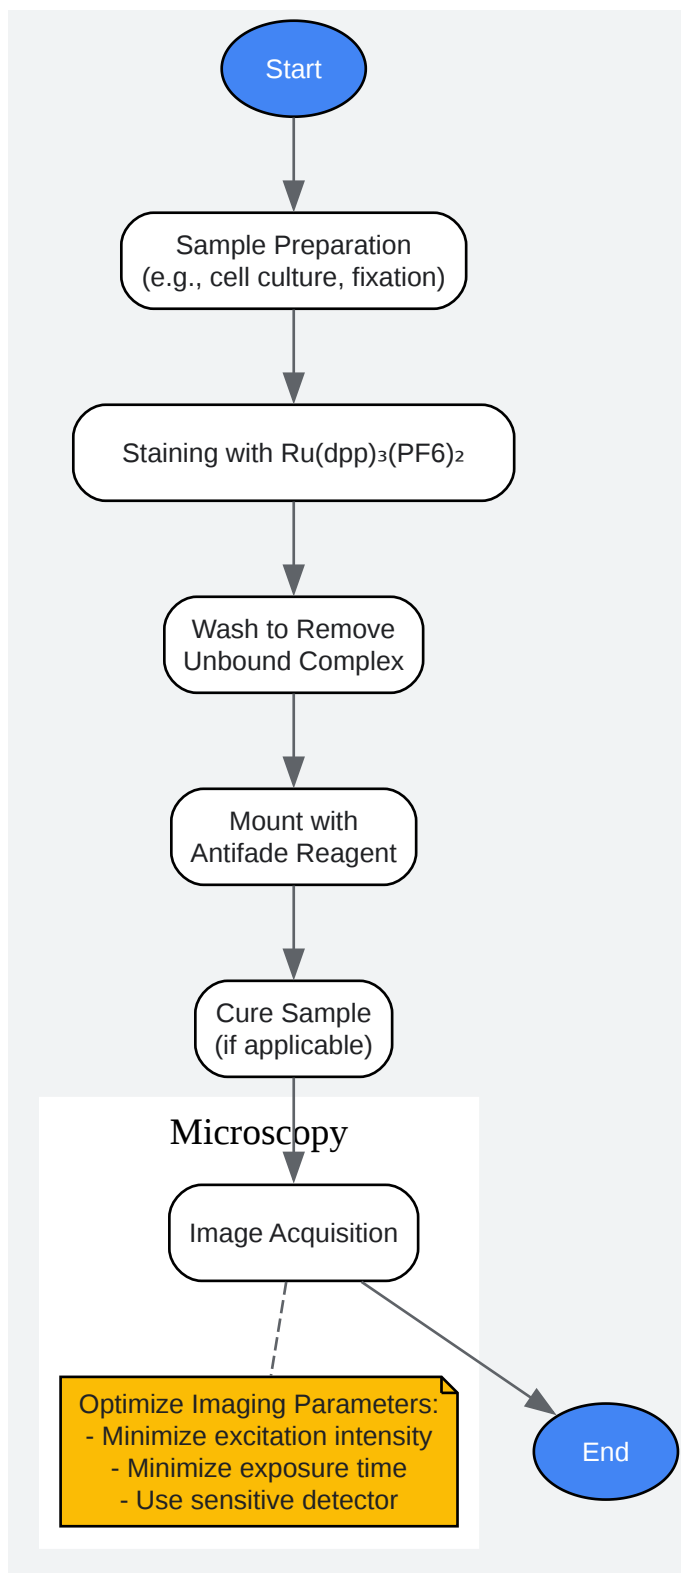 Start
Sample Preparation
(e.g., cell culture, fixation)
Staining with Ru(dpp)₃(PF6)₂
Wash to Remove
Unbound Complex
Mount with
Antifade Reagent
Cure Sample
(if applicable)
Microscopy
Image Acquisition
Optimize Imaging Parameters:
- Minimize excitation intensity
- Minimize exposure time
- Use sensitive detector
End